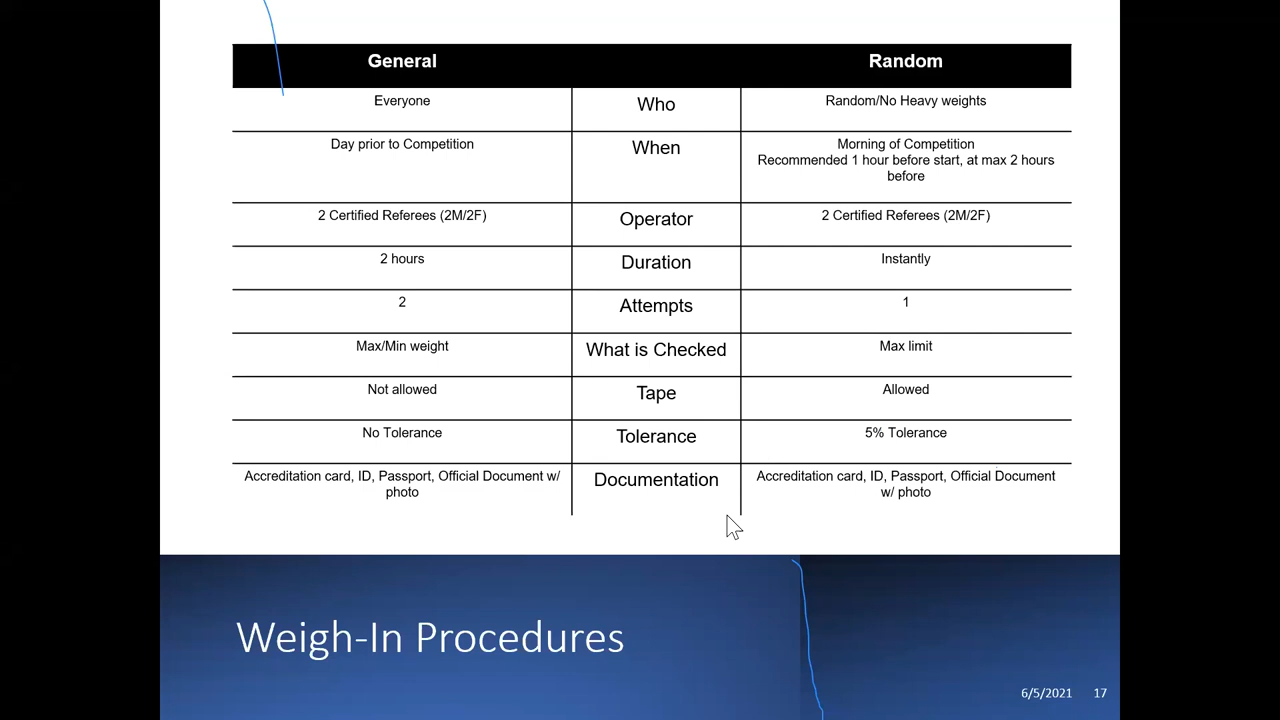 General Random
Everyone Who Random/No Heavy weights
Day prior to Competition When Morning of Competition
Recommended 1 hour before start, at max 2 hours
before
2 Certified Referees (2M/2F) Operator 2 Certified Referees (2M/2F)
2 hours Duration Instantly
2 Attempts 1
Max/Min weight What is Checked Max limit
Not allowed Tape Allowed
No Tolerance Tolerance 5% Tolerance
Accreditation card, ID, Passport, Official Document w/ Documentation Accreditation card, ID, Passport, Official Document
photo w/ photo
Weigh-In Procedures
6/5/2021 17